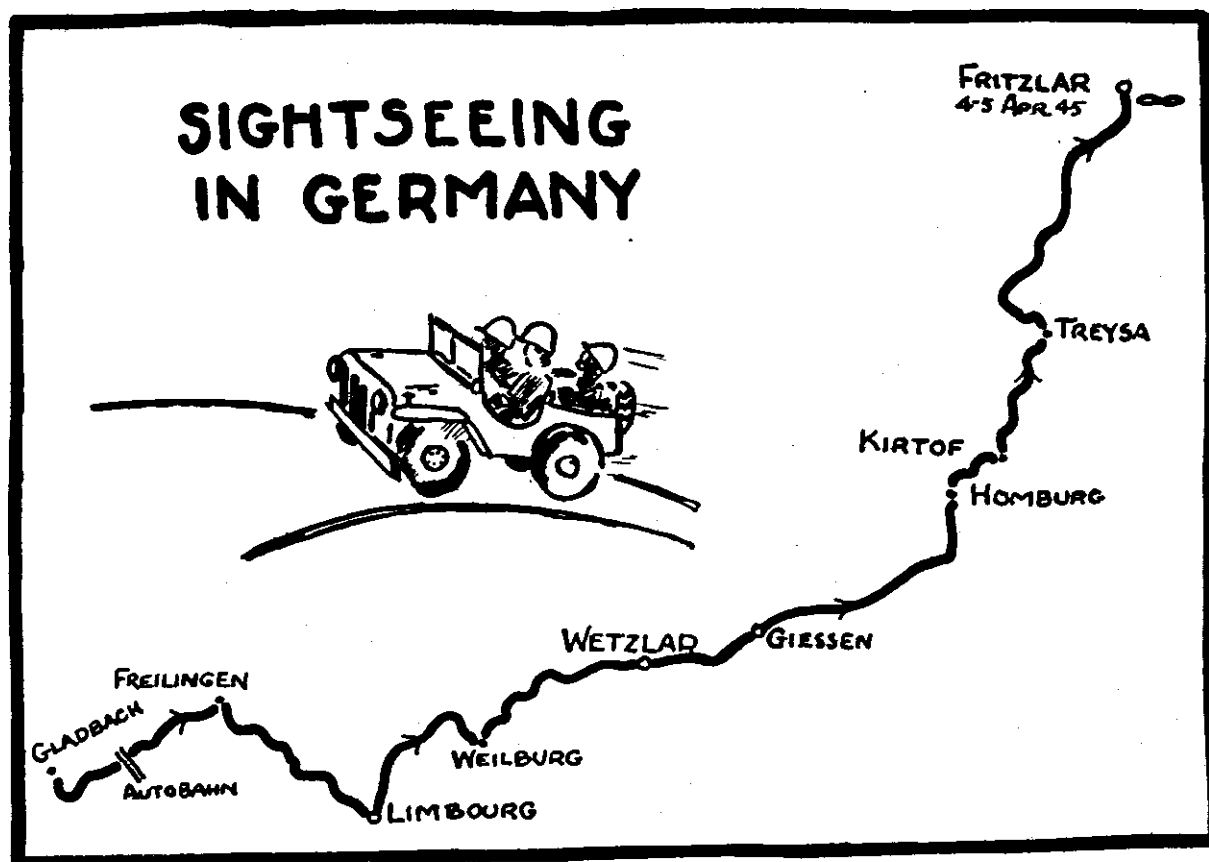 SIGHTSEEING
IN GERMANY
FRITZLAR
4-5 APR 45
TREYSA
KIRTOF
HOMBURG
GIESSEN
WETZLAR
FREILINGEN
GLADBACH
AUTOBAHN
WEILBURG
LIMBOURG